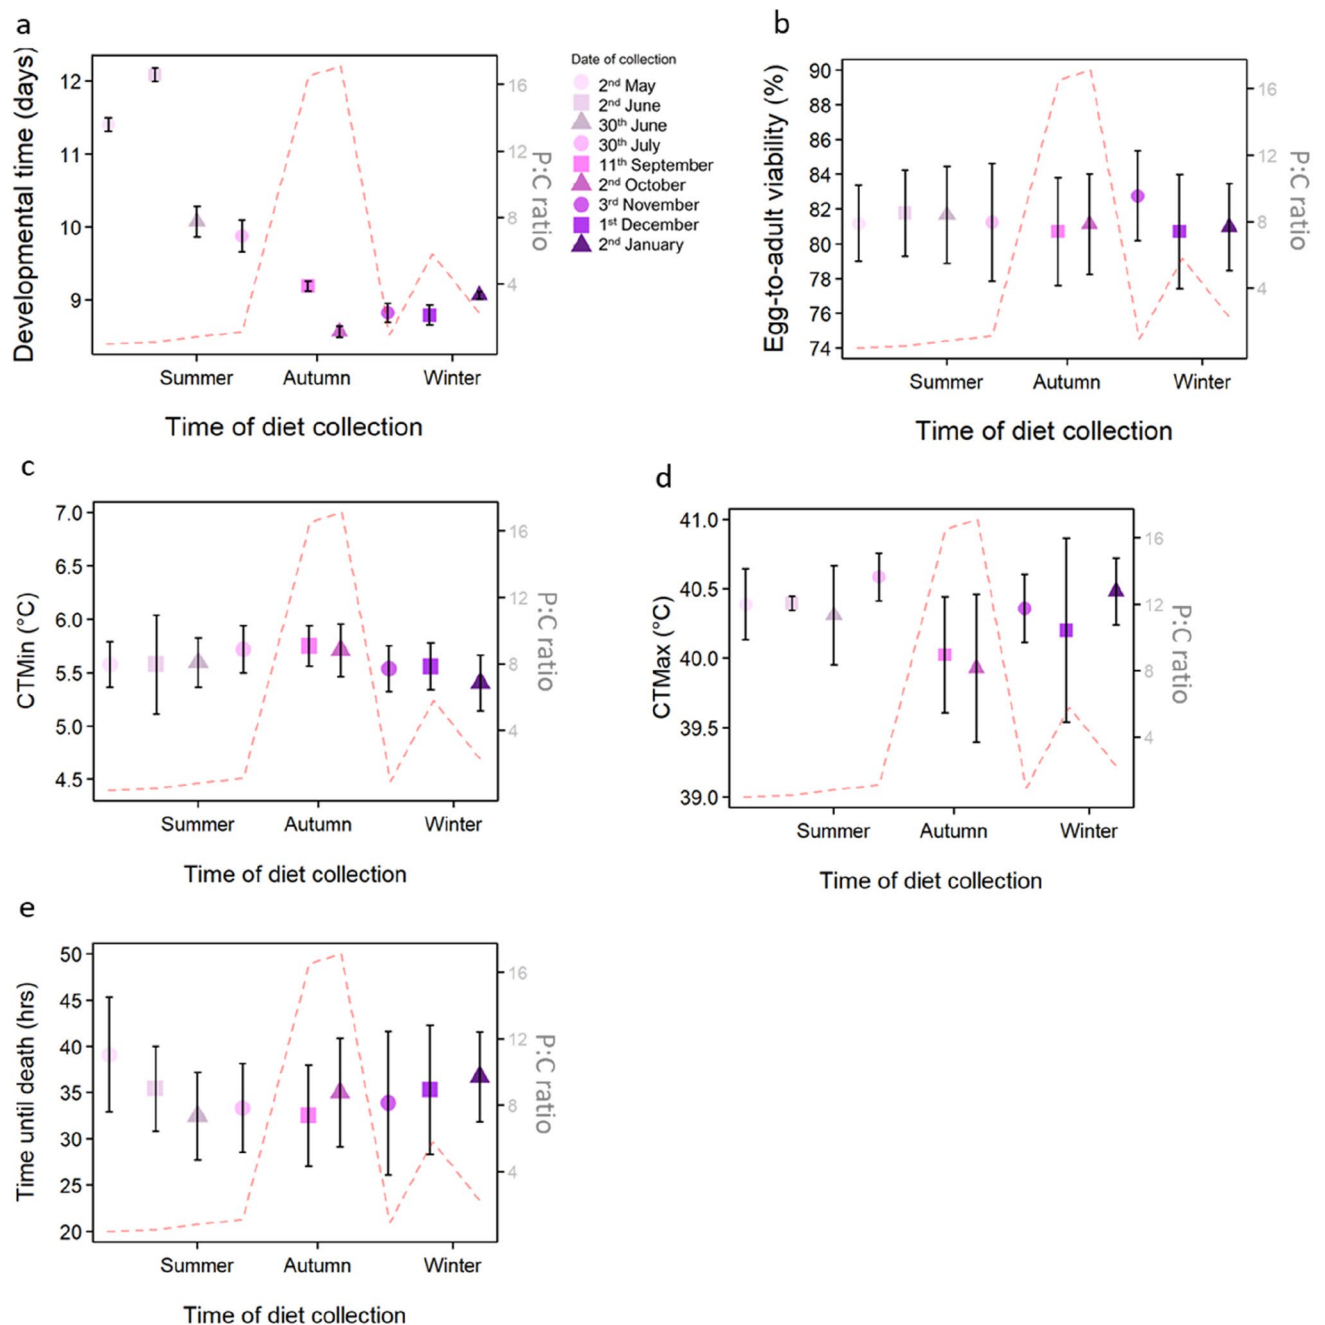 a
Developmental time (days)
12
11
10
9
16
12
8
4
P:C ratio
Summer Autumn Winter
Time of diet collection
Date of collection
2nd May
2nd June
30th June
30th July
11th September
2nd October
3rd November
1st December
2nd January
b
Egg-to-adult viability (%)
90
88
86
84
82
80
78
76
74
16
12
8
4
P:C ratio
Summer Autumn Winter
Time of diet collection
c
CTMin (°C)
7.0
6.5
6.0
5.5
5.0
4.5
16
12
8
4
P:C ratio
Summer Autumn Winter
Time of diet collection
d
CTMax (°C)
41.0
40.5
40.0
39.5
39.0
16
12
8
4
P:C ratio
Summer Autumn Winter
Time of diet collection
e
Time until death (hrs)
50
45
40
35
30
25
20
16
12
8
4
P:C ratio
Summer Autumn Winter
Time of diet collection